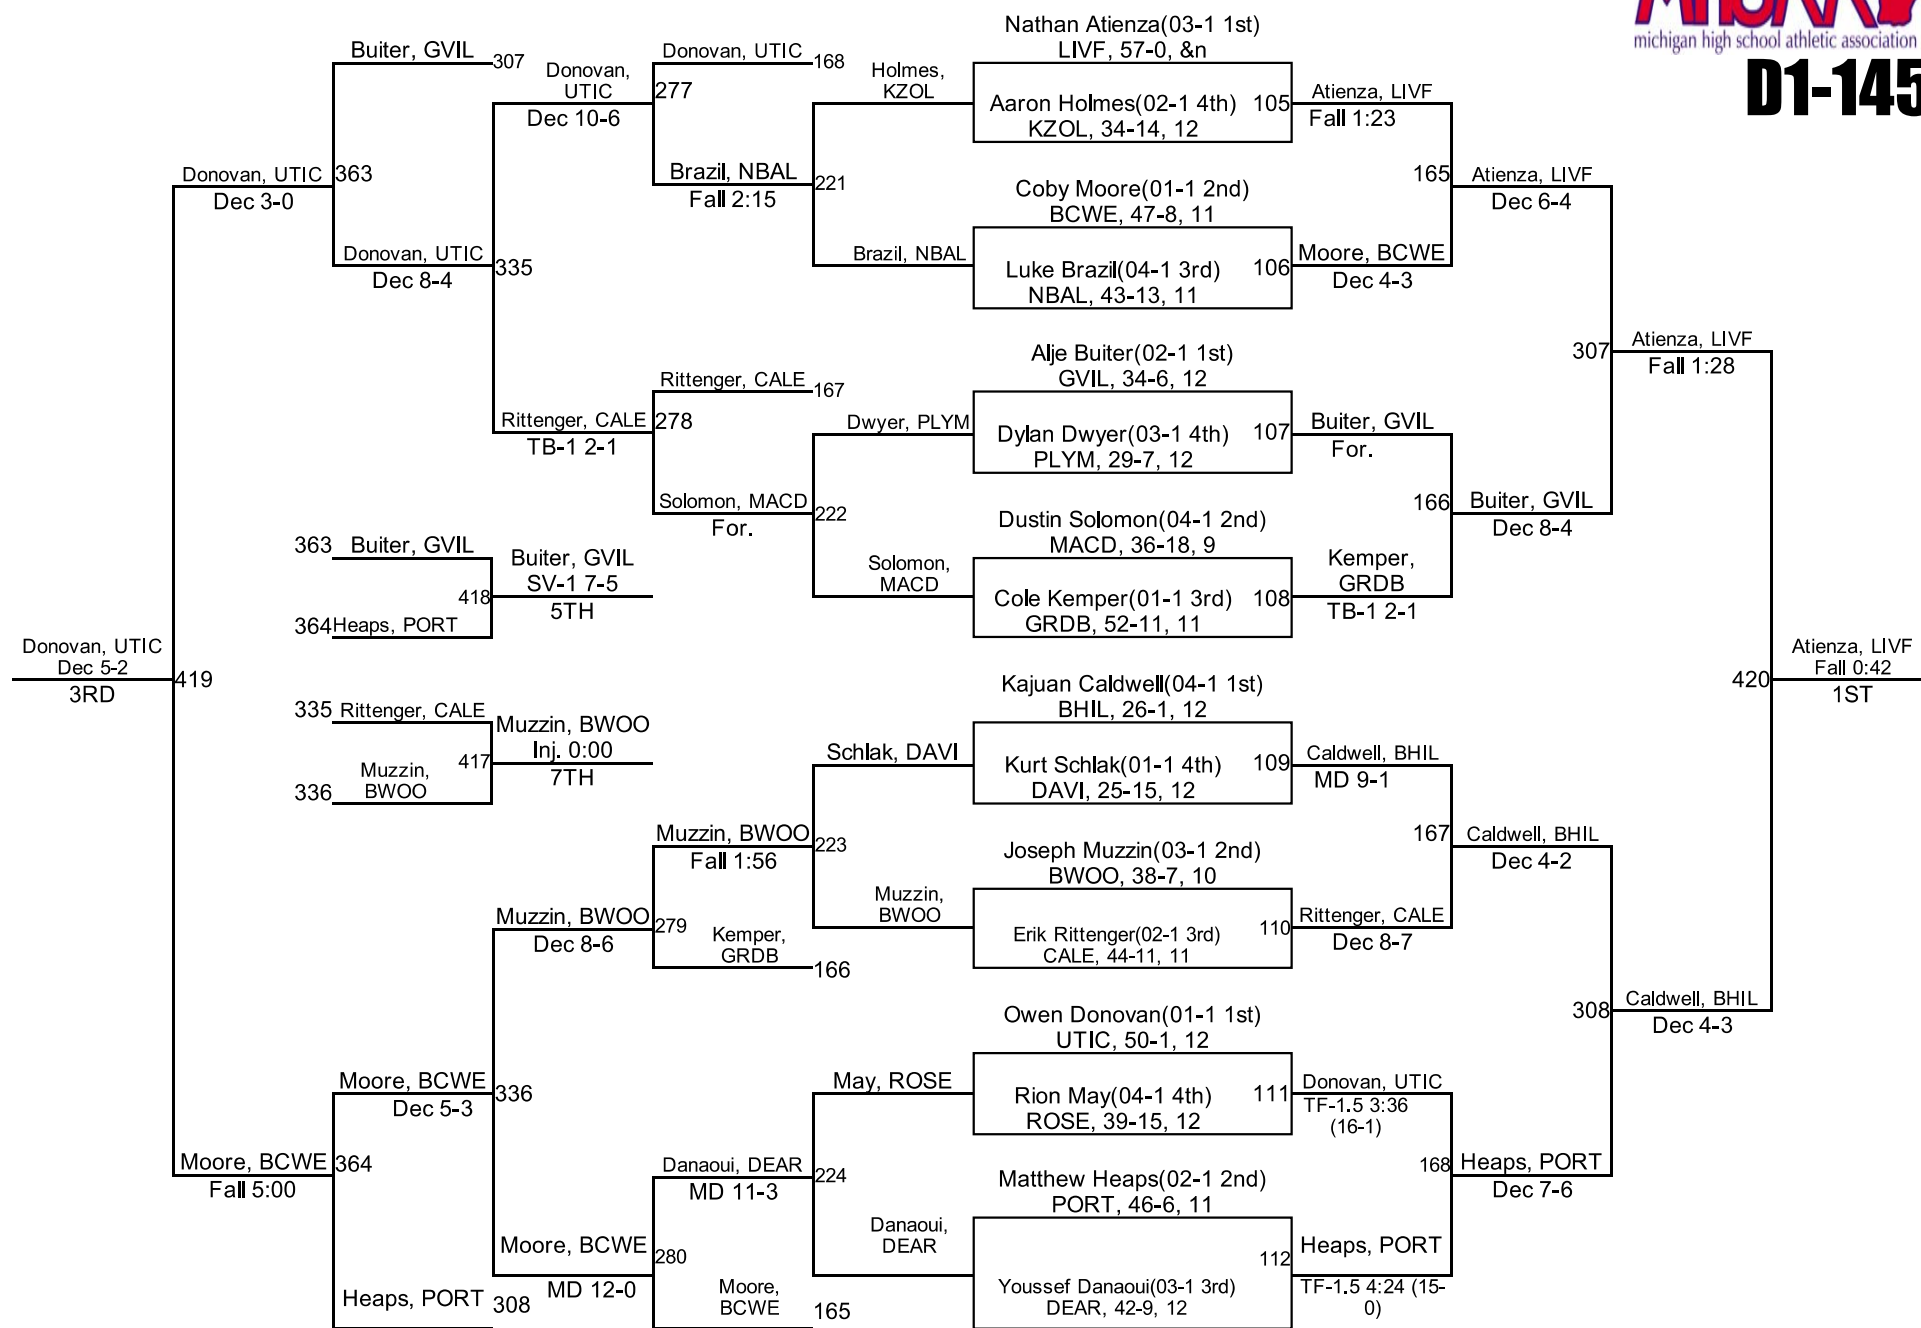 MHSAA
michigan high school athletic association
D1-145
Buiter, GVIL
307
Donovan, UTIC
Dec 10-6
Donovan, UTIC
168
277
Holmes, KZOL
Nathan Atienza(03-1 1st)
LIVF, 57-0, &n
Aaron Holmes(02-1 4th)
KZOL, 34-14, 12
105
Atienza, LIVF
Fall 1:23
Donovan, UTIC
Dec 3-0
363
Brazil, NBAL
Fall 2:15
221
Coby Moore(01-1 2nd)
BCWE, 47-8, 11
165
Atienza, LIVF
Dec 6-4
Donovan, UTIC
Dec 8-4
335
Brazil, NBAL
Luke Brazil(04-1 3rd)
NBAL, 43-13, 11
106
Moore, BCWE
Dec 4-3
Alje Buiter(02-1 1st)
GVIL, 34-6, 12
307
Atienza, LIVF
Fall 1:28
Rittenger, CALE
167
Rittenger, CALE
TB-1 2-1
278
Dwyer, PLYM
Dylan Dwyer(03-1 4th)
PLYM, 29-7, 12
107
Buiter, GVIL
For.
Solomon, MACD
For.
222
Dustin Solomon(04-1 2nd)
MACD, 36-18, 9
166
Buiter, GVIL
Dec 8-4
363
Buiter, GVIL
Buiter, GVIL
SV-1 7-5
5TH
418
364
Heaps, PORT
Solomon,
MACD
Cole Kemper(01-1 3rd)
GRDB, 52-11, 11
108
Kemper,
GRDB
TB-1 2-1
Donovan, UTIC
Dec 5-2
3RD
419
Kajuan Caldwell(04-1 1st)
BHIL, 26-1, 12
420
Atienza, LIVF
Fall 0:42
1ST
335
Rittenger, CALE
Muzzin, BWOO
Inj. 0:00
7TH
417
336
Muzzin,
BWOO
Schlak, DAVI
Kurt Schlak(01-1 4th)
DAVI, 25-15, 12
109
Caldwell, BHIL
MD 9-1
Muzzin, BWOO
Fall 1:56
223
Joseph Muzzin(03-1 2nd)
BWOO, 38-7, 10
167
Caldwell, BHIL
Dec 4-2
Muzzin, BWOO
Dec 8-6
279
Kemper,
GRDB
166
Muzzin,
BWOO
Erik Rittenger(02-1 3rd)
CALE, 44-11, 11
110
Rittenger, CALE
Dec 8-7
Owen Donovan(01-1 1st)
UTIC, 50-1, 12
308
Caldwell, BHIL
Dec 4-3
Moore, BCWE
Dec 5-3
336
May, ROSE
Rion May(04-1 4th)
ROSE, 39-15, 12
111
Donovan, UTIC
TF-1.5 3:36
(16-1)
Moore, BCWE
Fall 5:00
364
Danaoui, DEAR
MD 11-3
224
Matthew Heaps(02-1 2nd)
PORT, 46-6, 11
168
Heaps, PORT
Dec 7-6
Moore, BCWE
MD 12-0
280
Danaoui,
DEAR
Youssef Danaoui(03-1 3rd)
DEAR, 42-9, 12
112
Heaps, PORT
TF-1.5 4:24 (15-
0)
Heaps, PORT
308
Moore,
BCWE
165